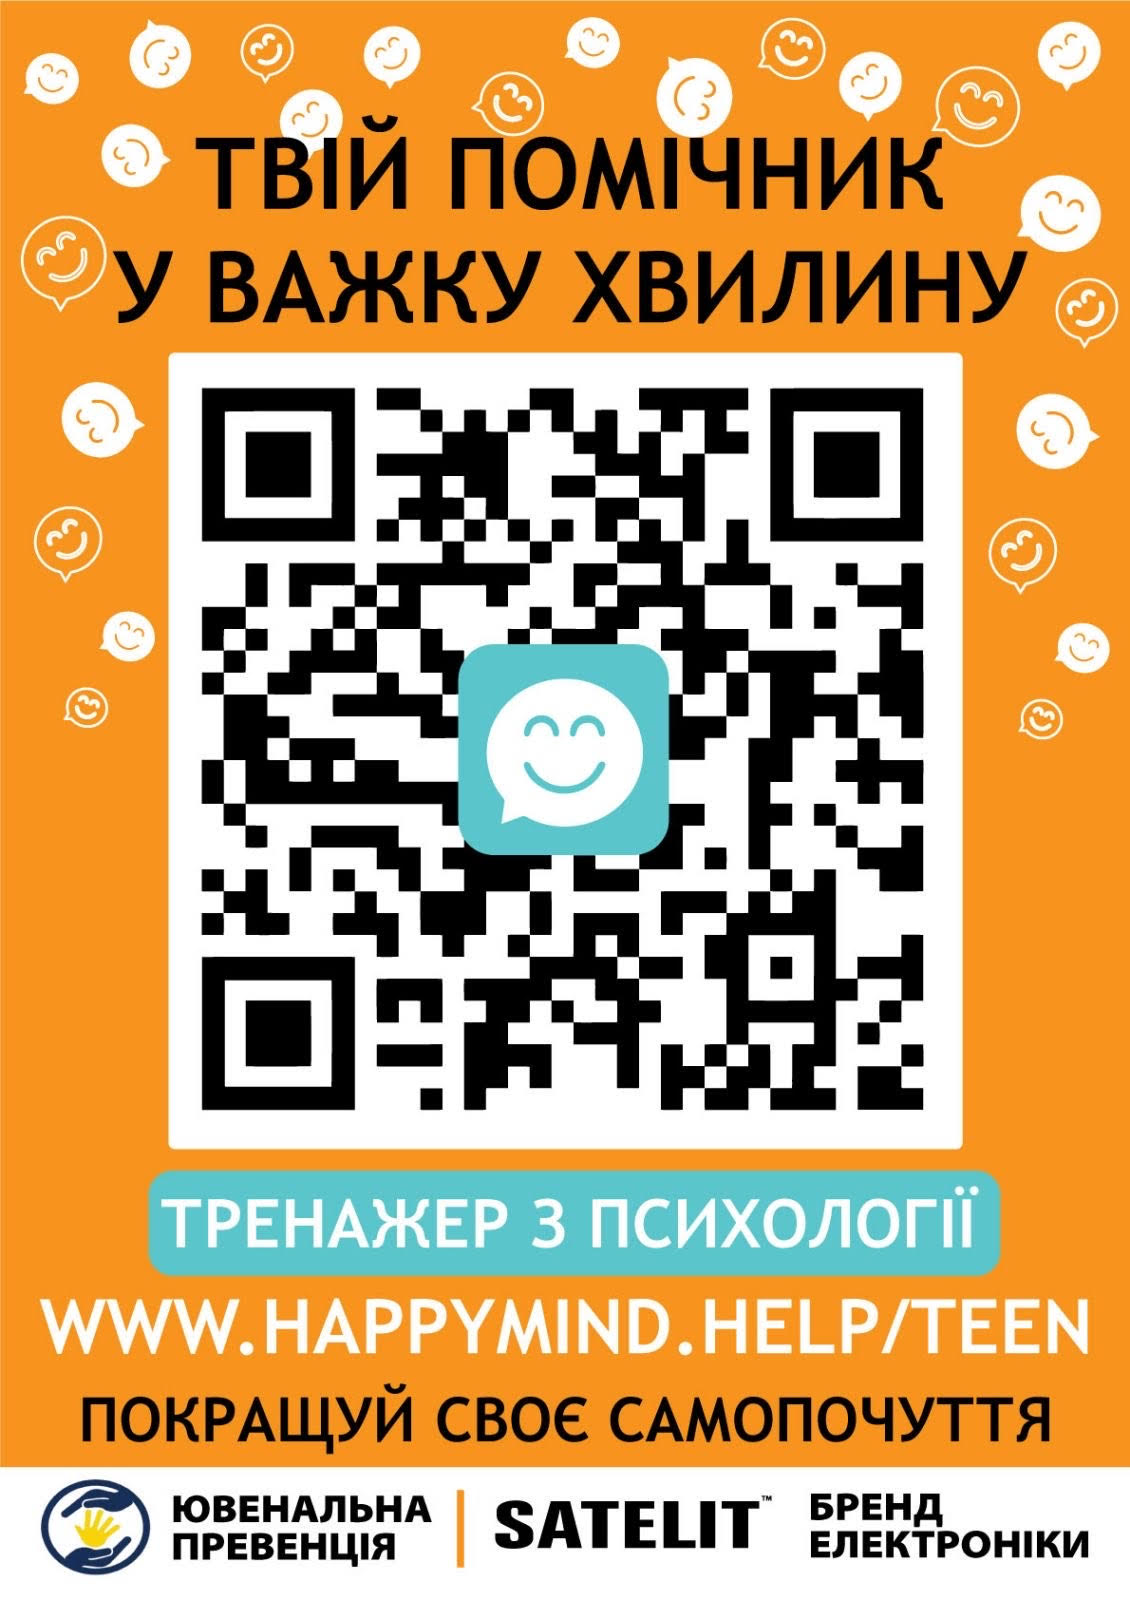 ТВІЙ ПОМІЧНИК
У ВАЖКУ ХВИЛИНУ
ТРЕНАЖЕР З ПСИХОЛОГІЇ
WWW.HAPPYMIND.HELP/TEEN
ПОКРАЩУЙ СВОЄ САМОПОЧУТТЯ
ЮВЕНАЛЬНА
ПРЕВЕНЦІЯ
SATELIT™
БРЕНД
ЕЛЕКТРОНІКИ